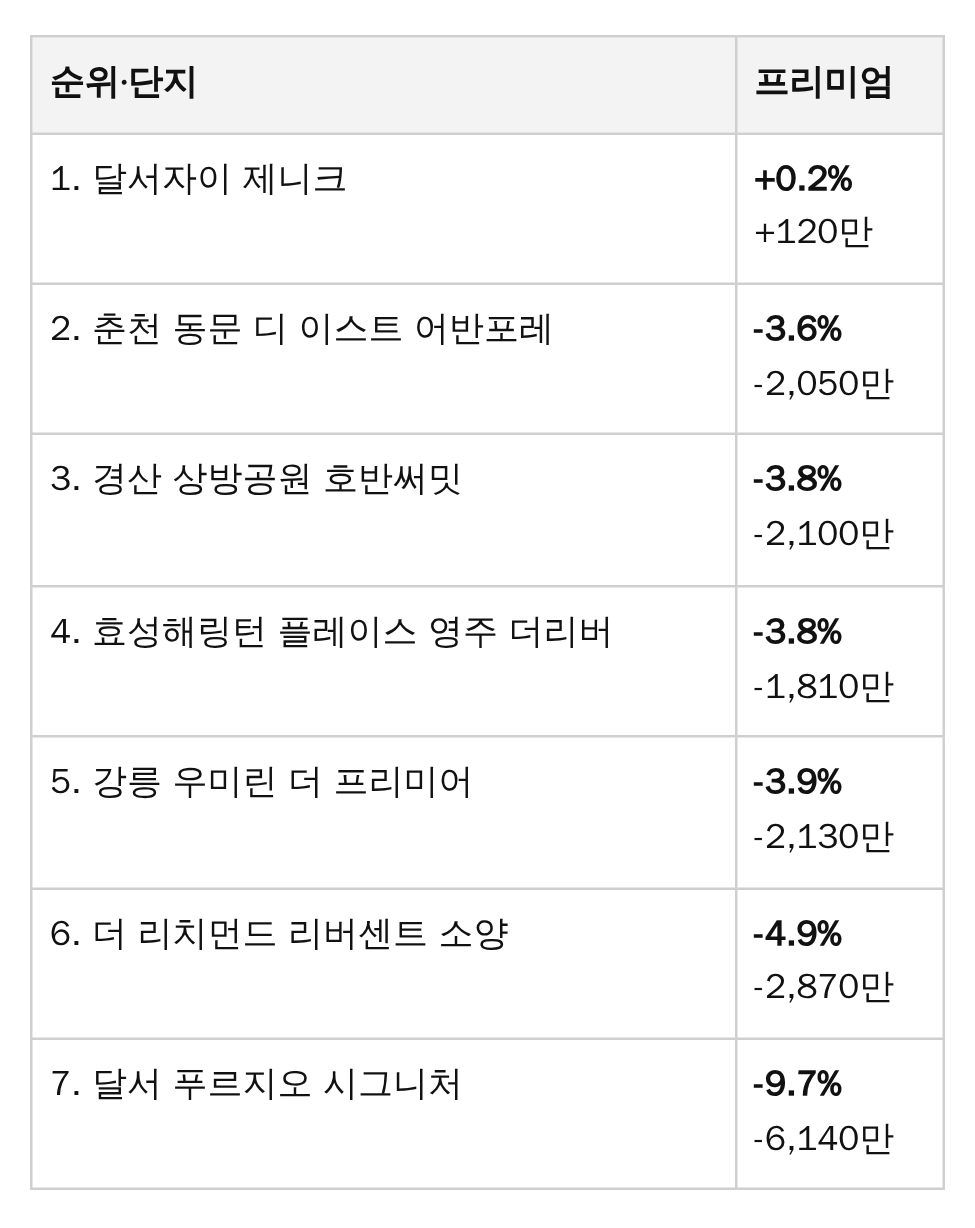 순위·단지 프리미엄
1. 달서자이 제니크 +0.2%
+120만
2. 춘천 동문 디 이스트 어반포레 -3.6%
-2,050만
3. 경산 상방공원 호반써밋 -3.8%
-2,100만
4. 효성해링턴 플레이스 영주 더리버 -3.8%
-1,810만
5. 강릉 우미린 더 프리미어 -3.9%
-2,130만
6. 더 리치먼드 리버센트 소양 -4.9%
-2,870만
7. 달서 푸르지오 시그니처 -9.7%
-6,140만